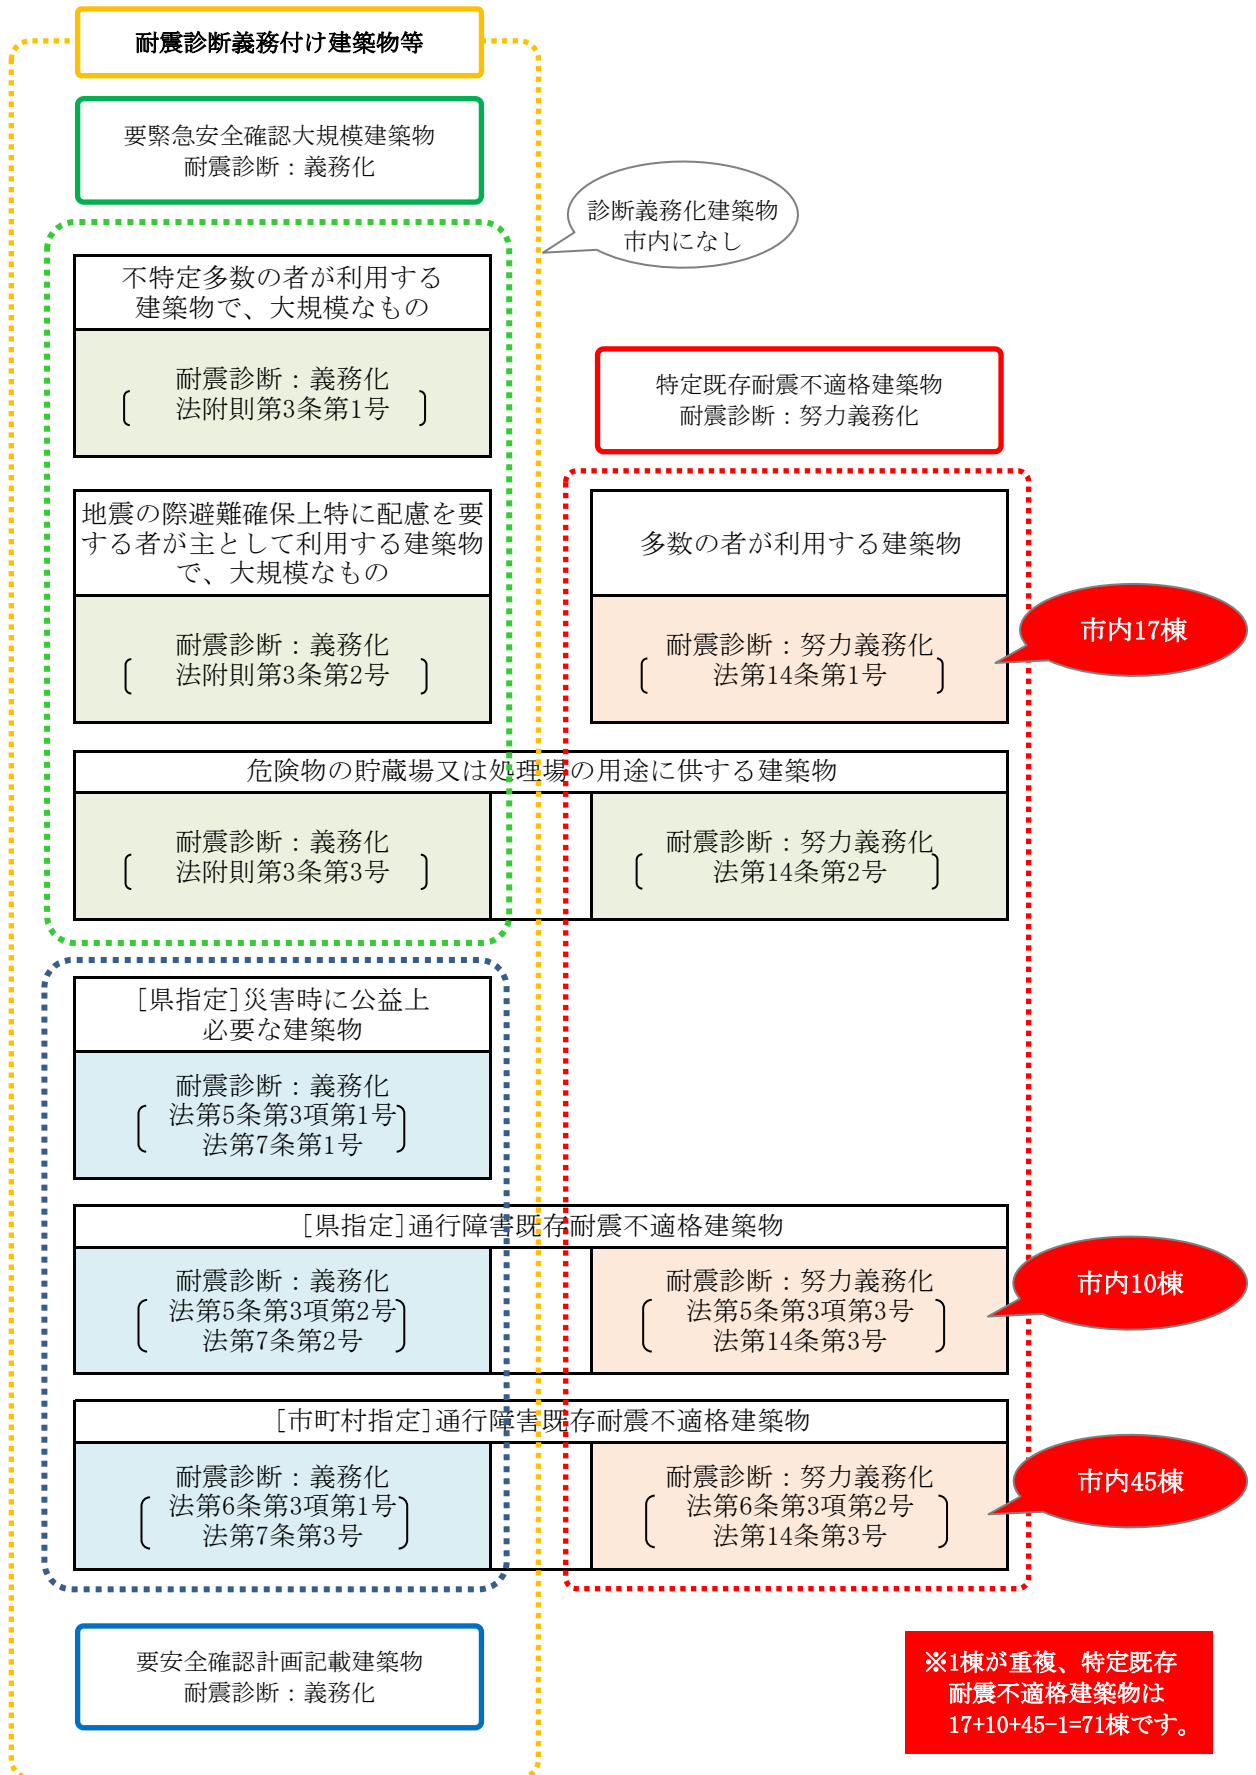 耐震診断義務付け建築物等
要緊急安全確認大規模建築物
耐震診断：義務化
診断義務化建築物
市内になし
不特定多数の者が利用する
建築物で、大規模なもの
耐震診断：義務化
法附則第3条第1号
特定既存耐震不適格建築物
耐震診断：努力義務化
地震の際避難確保上特に配慮を要
する者が主として利用する建築物
で、大規模なもの
耐震診断：義務化
法附則第3条第2号
多数の者が利用する建築物
耐震診断：努力義務化
法第14条第1号
市内17棟
危険物の貯蔵場又は処理場の用途に供する建築物
耐震診断：義務化
法附則第3条第3号
耐震診断：努力義務化
法第14条第2号
[県指定]災害時に公益上
必要な建築物
耐震診断：義務化
法第5条第3項第1号
法第7条第1号
[県指定]通行障害既存耐震不適格建築物
耐震診断：義務化
法第5条第3項第2号
法第7条第2号
耐震診断：努力義務化
法第5条第3項第3号
法第14条第3号
市内10棟
[市町村指定]通行障害既存耐震不適格建築物
耐震診断：義務化
法第6条第3項第1号
法第7条第3号
耐震診断：努力義務化
法第6条第3項第2号
法第14条第3号
市内45棟
要安全確認計画記載建築物
耐震診断：義務化
※1棟が重複、特定既存
耐震不適格建築物は
17+10+45-1=71棟です。